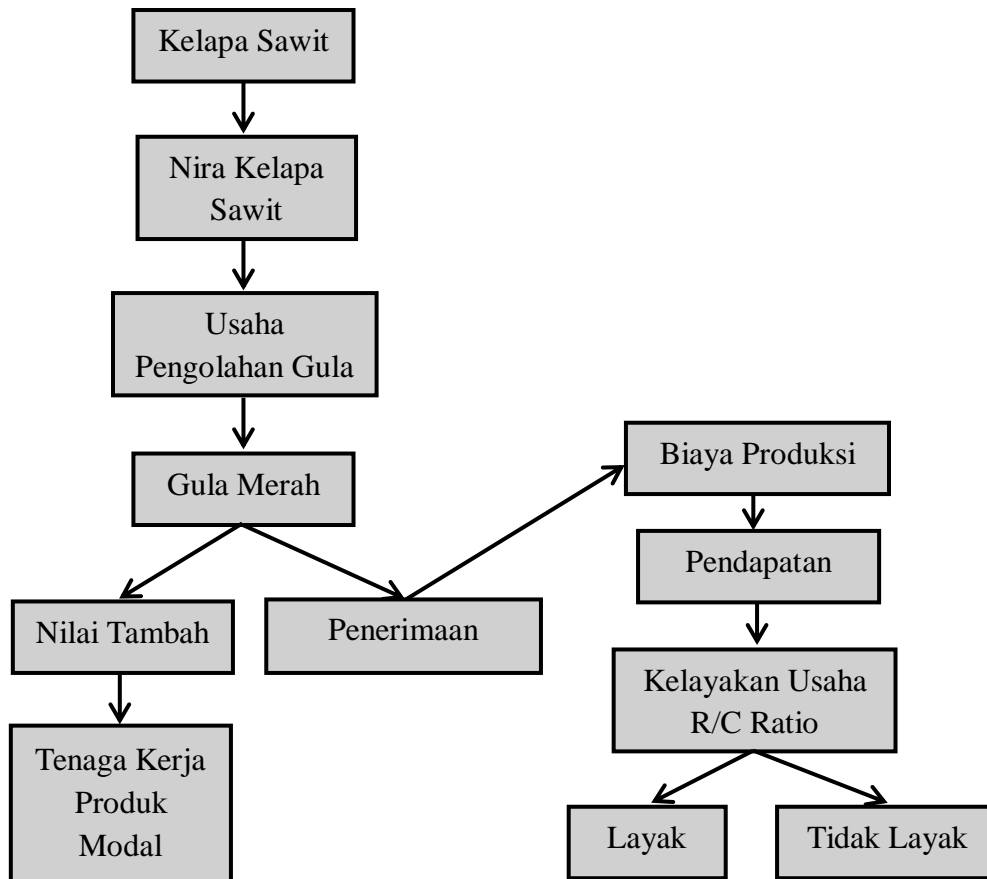 Kelapa Sawit
Nira Kelapa
Sawit
Usaha
Pengolahan Gula
Gula Merah
Nilai Tambah
Tenaga Kerja
Produk
Modal
Penerimaan
Biaya Produksi
Pendapatan
Kelayakan Usaha
R/C Ratio
Layak
Tidak Layak